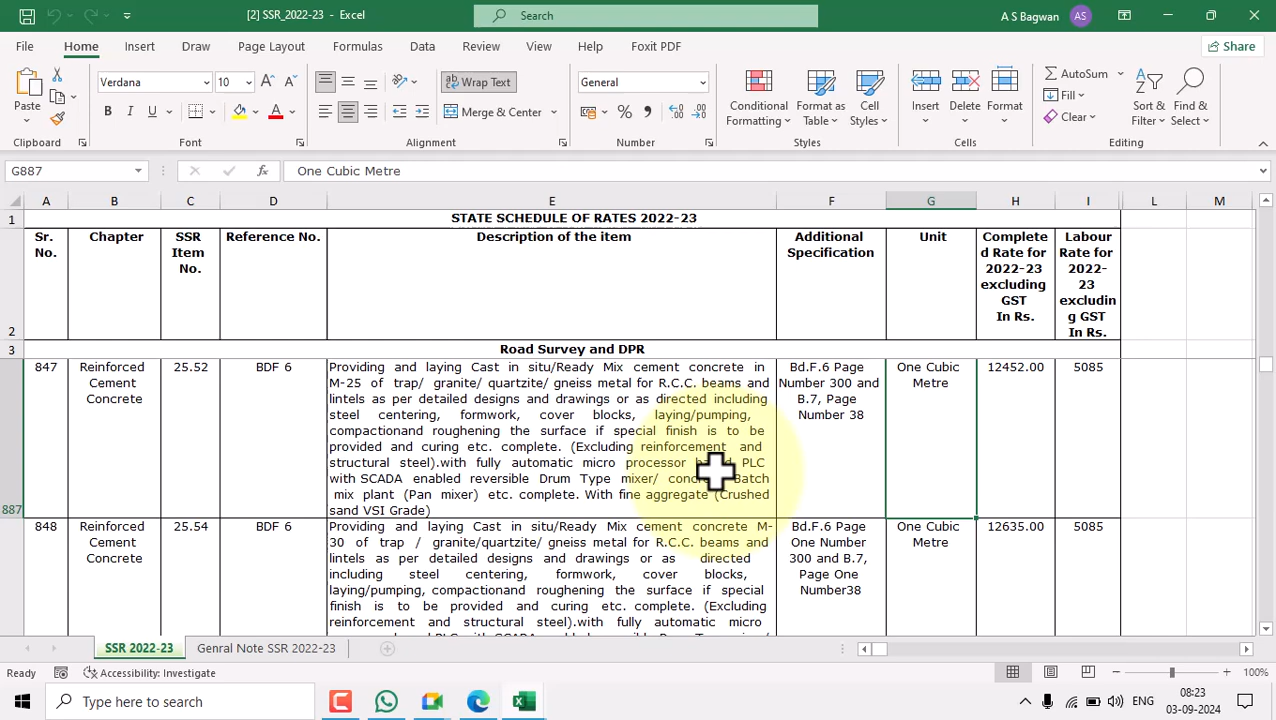 [2] SSR_2022-23 - Excel
Search
A S Bagwan
AS
File Home Insert Draw Page Layout Formulas Data Review View Help Foxit PDF
Share
Paste
Verdana
10
Wrap Text
General
Conditional
Formatting
Format as
Table
Cell
Styles
Insert
Delete
Format
AutoSum
Fill
Clear
Sort &
Filter
Find &
Select
B I U
Merge & Center
Clipboard
Font
Alignment
Number
Styles
Cells
Editing
G887
fx
One Cubic Metre
A B C D E F G H I L M
1
STATE SCHEDULE OF RATES 2022-23
2
Sr.
No.
Chapter
SSR
Item
No.
Reference No.
Description of the item
Additional
Specification
Unit
Complete
d Rate for
2022-23
excluding
GST
In Rs.
Labour
Rate for
2022-
23
excludin
g GST
In Rs.
3
Road Survey and DPR
887
847
Reinforced
Cement
Concrete
25.52
BDF 6
Providing and laying Cast in situ/Ready Mix cement concrete in
M-25 of trap/ granite/ quartzite/ gneiss metal for R.C.C. beams and
lintels as per detailed designs and drawings or as directed including
steel centering, formwork, cover blocks, laying/pumping,
compactionand roughening the surface if special finish is to be
provided and curing etc. complete. (Excluding reinforcement and
structural steel).with fully automatic micro processor based PLC
with SCADA enabled reversible Drum Type mixer/ concrete Batch
mix plant (Pan mixer) etc. complete. With fine aggregate (Crushed
sand VSI Grade)
Bd.F.6 Page
Number 300 and
B.7, Page
Number 38
One Cubic
Metre
12452.00
5085
848
Reinforced
Cement
Concrete
25.54
BDF 6
Providing and laying Cast in situ/Ready Mix cement concrete M-
30 of trap / granite/quartzite/ gneiss metal for R.C.C. beams and
lintels as per detailed designs and drawings or as directed
including steel centering, formwork, cover blocks,
laying/pumping, compactionand roughening the surface if special
finish is to be provided and curing etc. complete. (Excluding
reinforcement and structural steel).with fully automatic micro
Bd.F.6 Page
One Number
300 and B.7,
Page One
Number38
One Cubic
Metre
12635.00
5085
SSR 2022-23
Genral Note SSR 2022-23
Ready
Accessibility: Investigate
100%
Type here to search
ENG
08:23
03-09-2024